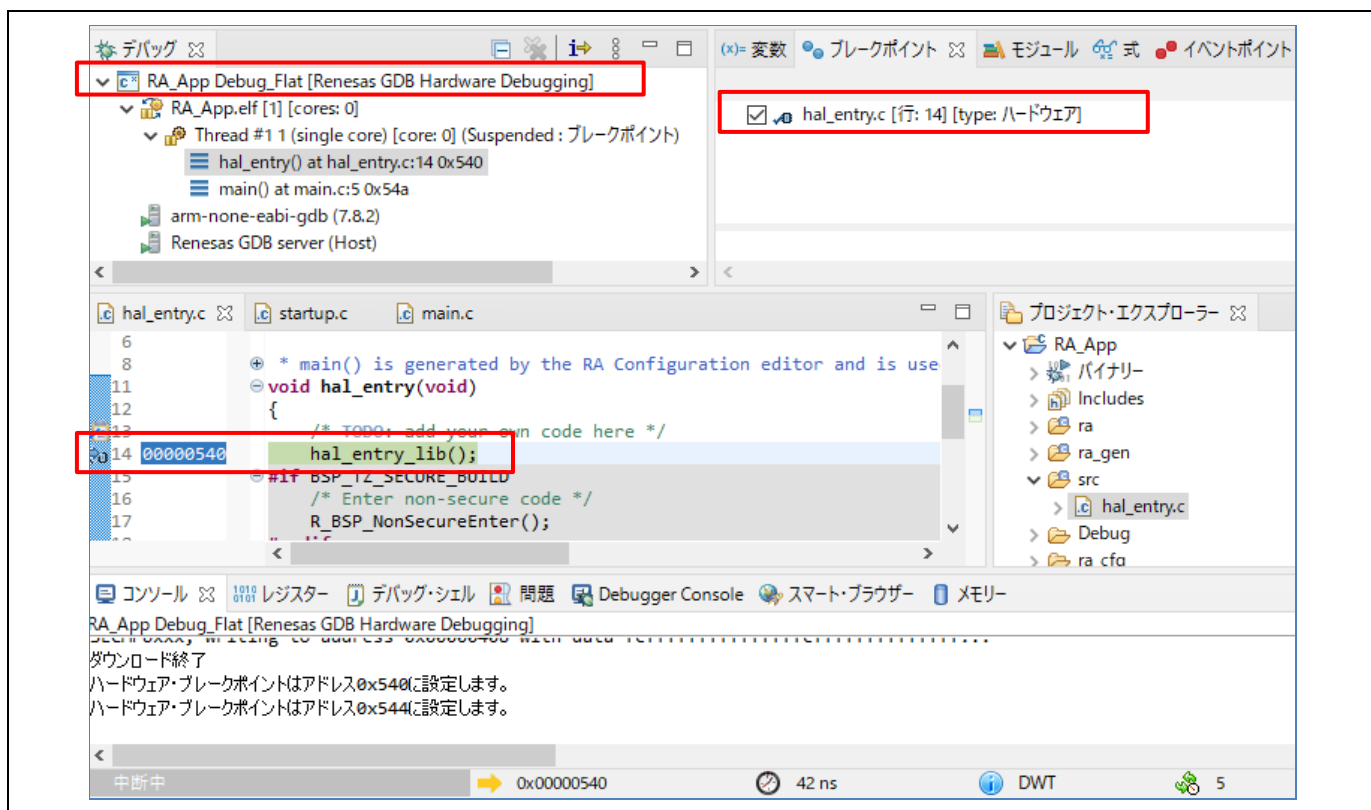 デバッグ
RA_App Debug_Flat [Renesas GDB Hardware Debugging]
RA_App.elf [1] [cores: 0]
Thread #1 1 (single core) [core: 0] (Suspended : ブレークポイント)
hal_entry() at hal_entry.c:14 0x540
main() at main.c:5 0x54a
arm-none-eabi-gdb (7.8.2)
Renesas GDB server (Host)
(x)= 変数 ブレークポイント モジュール 式 イベントポイント
hal_entry.c [行: 14] [type: ハードウェア]
hal_entry.c startup.c main.c
6
8 * main() is generated by the RA Configuration editor and is use
11 void hal_entry(void)
12 {
13 /* TODO: add your own code here */
14 00000540 hal_entry_lib();
15 #if BSP_TZ_SECURE_BUILD
16 /* Enter non-secure code */
17 R_BSP_NonSecureEnter();
プロジェクト・エクスプローラー
RA_App
バイナリー
Includes
ra
ra_gen
src
hal_entry.c
Debug
ra_cfg
コンソール レジスター デバッグ・シェル 問題 Debugger Console スマート・ブラウザー メモリー
RA_App Debug_Flat [Renesas GDB Hardware Debugging]
ダウンロード終了
ハードウェア・ブレークポイントはアドレス0x540に設定します。
ハードウェア・ブレークポイントはアドレス0x544に設定します。
中断中 0x00000540 42 ns DWT 5